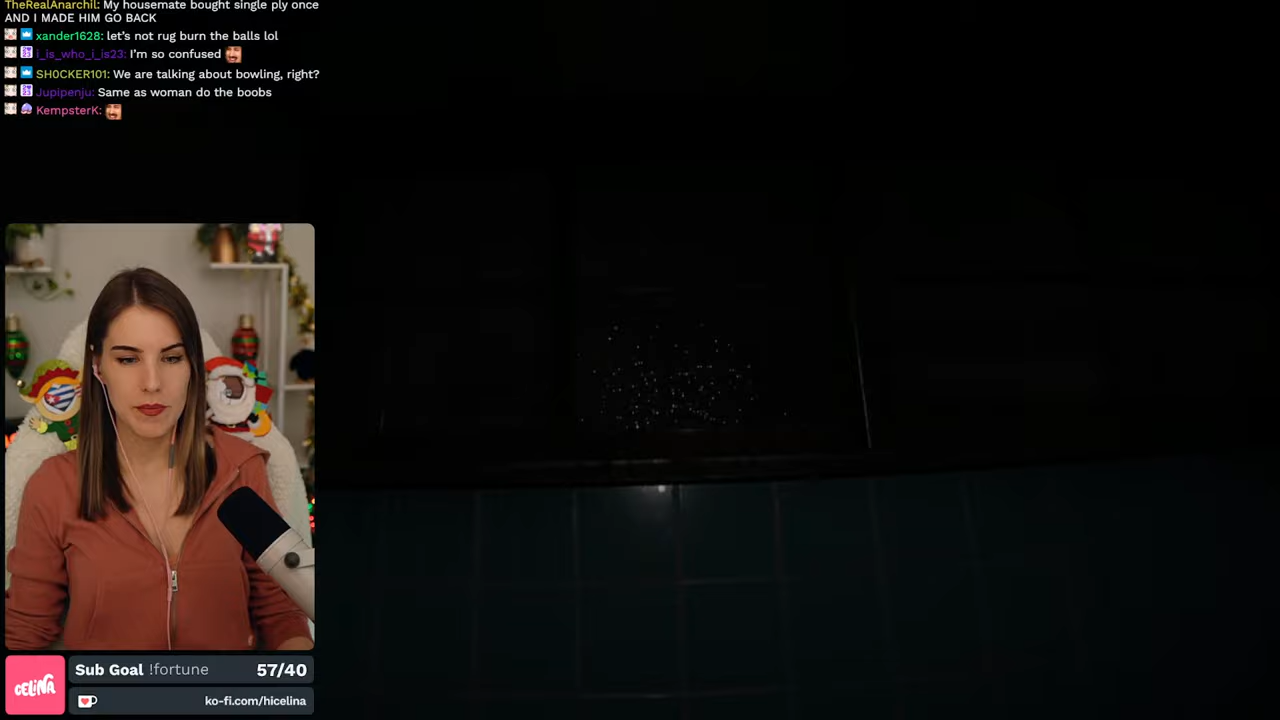 TheRealAnarchil: My housemate bought single ply once
AND I MADE HIM GO BACK
xander1628: let's not rug burn the balls lol
i_is_who_i_is23: I'm so confused
SH0CKER101: We are talking about bowling, right?
Jupipenju: Same as woman do the boobs
KempsterK:
Sub Goal !fortune 57/40
CELINA
ko-fi.com/hicelina